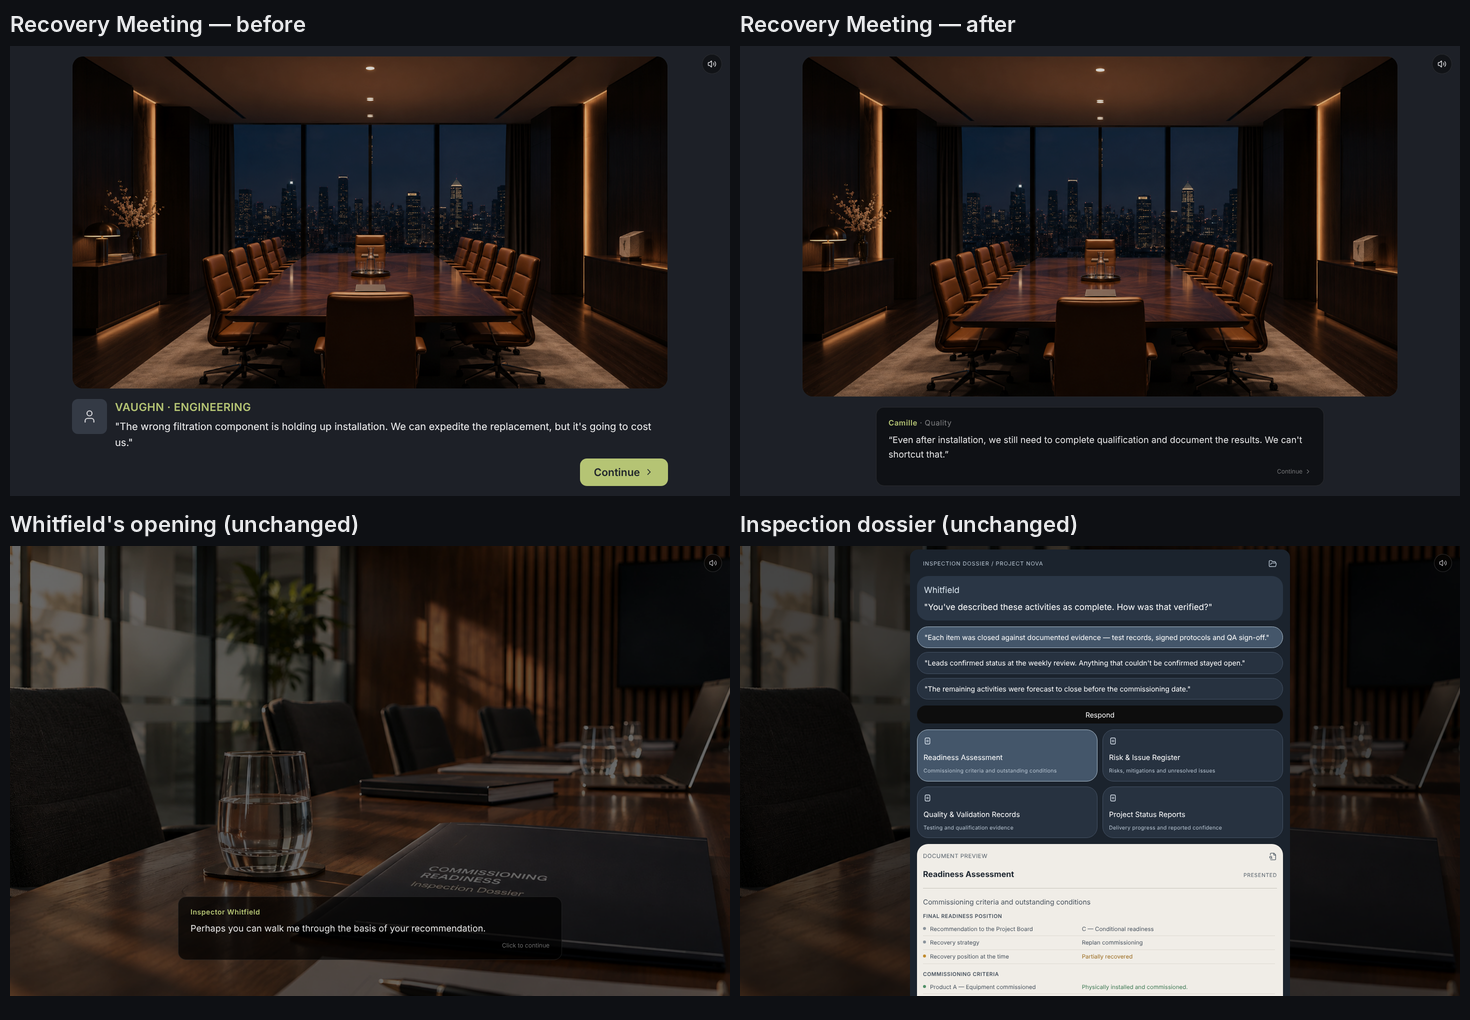 Recovery Meeting — before
VAUGHN · ENGINEERING
"The wrong filtration component is holding up installation. We can expedite the replacement, but it's going to cost
us."
Continue
Recovery Meeting — after
Camille · Quality
“Even after installation, we still need to complete qualification and document the results. We can't
shortcut that.”
Continue
Whitfield's opening (unchanged)
COMMISSIONING
READINESS
Inspection Dossier
Inspector Whitfield
Perhaps you can walk me through the basis of your recommendation.
Click to continue
Inspection dossier (unchanged)
INSPECTION DOSSIER / PROJECT NOVA
Whitfield
"You've described these activities as complete. How was that verified?"
"Each item was closed against documented evidence — test records, signed protocols and QA sign-off."
"Leads confirmed status at the weekly review. Anything that couldn't be confirmed stayed open."
"The remaining activities were forecast to close before the commissioning date."
Respond
Readiness Assessment
Commissioning criteria and outstanding conditions
Risk & Issue Register
Risks, mitigations and unresolved issues
Quality & Validation Records
Testing and qualification evidence
Project Status Reports
Delivery progress and reported confidence
DOCUMENT PREVIEW
Readiness Assessment
PRESENTED
Commissioning criteria and outstanding conditions
FINAL READINESS POSITION
Recommendation to the Project Board
C — Conditional readiness
Recovery strategy
Replan commissioning
Recovery position at the time
Partially recovered
COMMISSIONING CRITERIA
Product A — Equipment commissioned
Physically installed and commissioned.